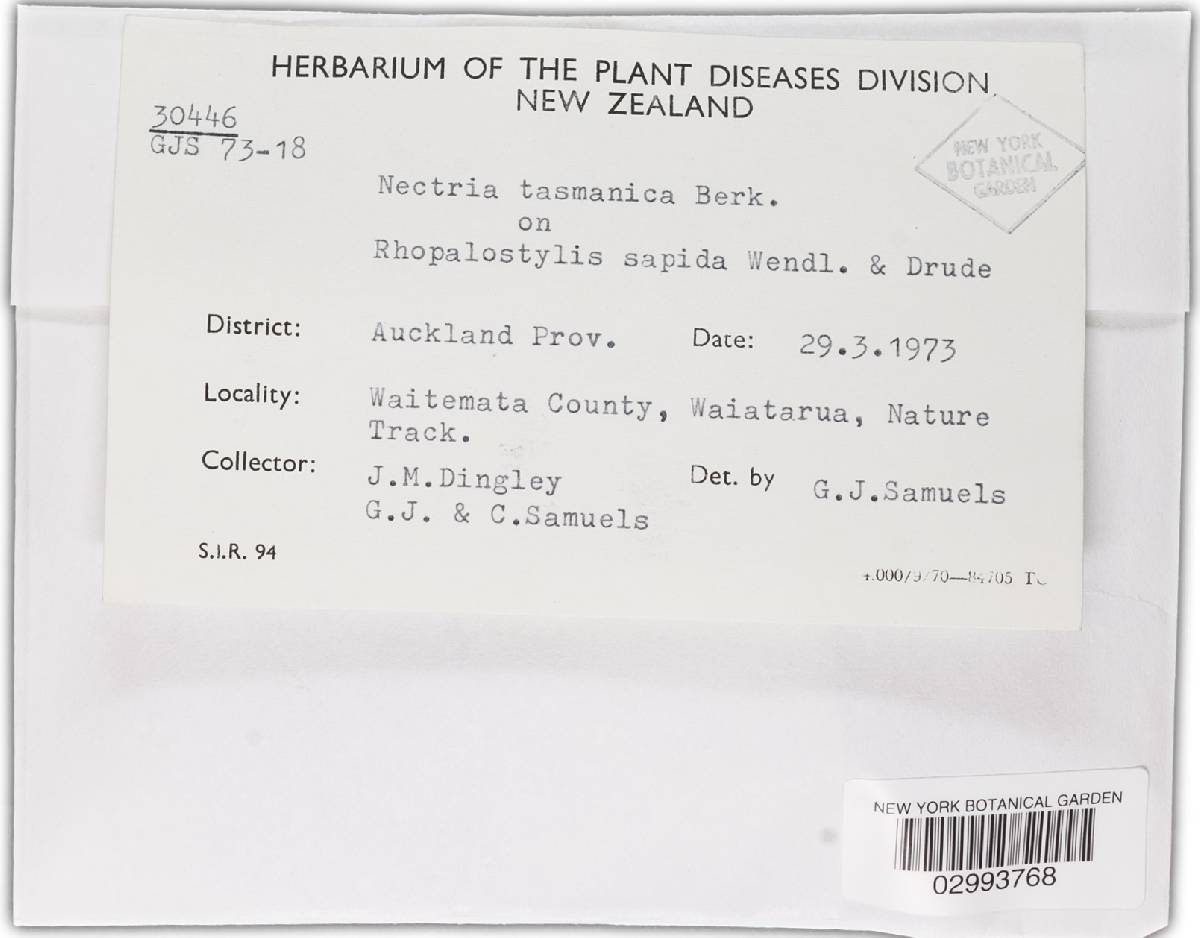 HERBARIUM OF THE PLANT DISEASES DIVISION,
NEW ZEALAND
30446
GJS 73-18
NEW YORK
BOTANICAL
GARDEN
Nectria tasmanica Berk.
on
Rhopalostylis sapida Wendl. & Drude
District: Auckland Prov. Date: 29.3.1973
Locality: Waitemata County, Waiatarua, Nature
Track.
Collector: J.M.Dingley Det. by G.J.Samuels
G.J. & C.Samuels
S.I.R. 94
NEW YORK BOTANICAL GARDEN
02993768